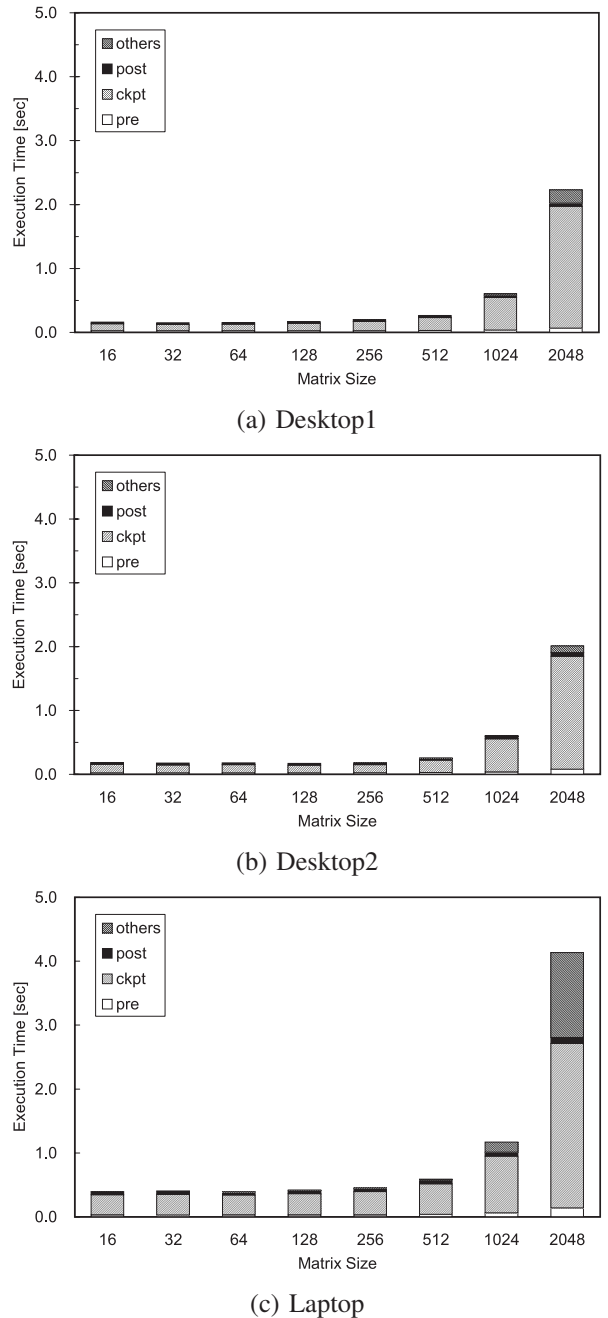 5.0
4.0
3.0
2.0
1.0
0.0
Execution Time [sec]
others
post
ckpt
pre
16 32 64 128 256 512 1024 2048
Matrix Size
(a) Desktop1
5.0
4.0
3.0
2.0
1.0
0.0
Execution Time [sec]
others
post
ckpt
pre
16 32 64 128 256 512 1024 2048
Matrix Size
(b) Desktop2
5.0
4.0
3.0
2.0
1.0
0.0
Execution Time [sec]
others
post
ckpt
pre
16 32 64 128 256 512 1024 2048
Matrix Size
(c) Laptop